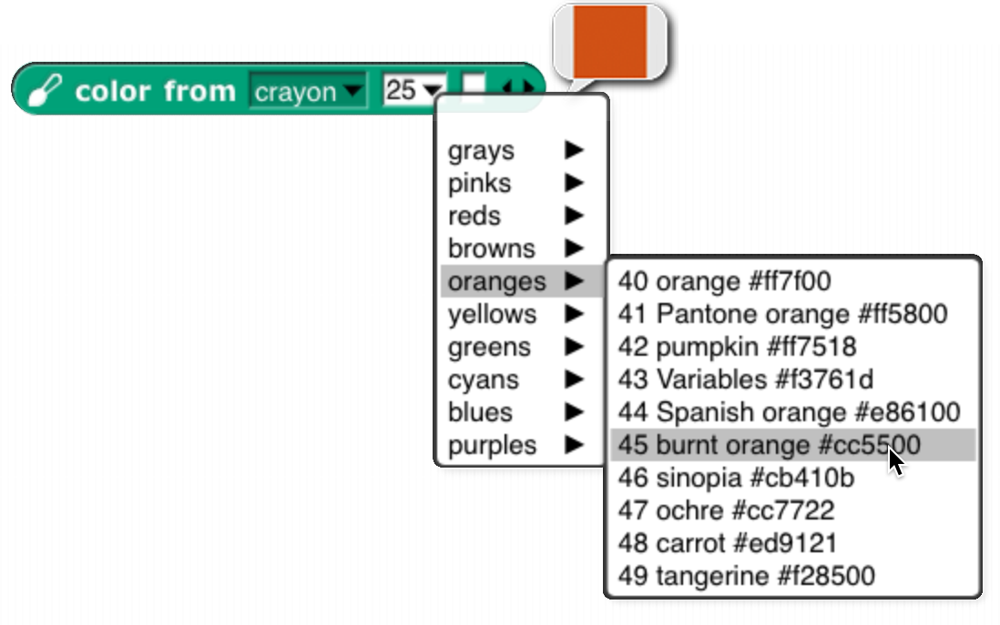 color from crayon 25
grays
pinks
reds
browns
oranges
yellows
greens
cyans
blues
purples
40 orange #ff7f00
41 Pantone orange #ff5800
42 pumpkin #ff7518
43 Variables #f3761d
44 Spanish orange #e86100
45 burnt orange #cc5500
46 sinopia #cb410b
47 ochre #cc7722
48 carrot #ed9121
49 tangerine #f28500